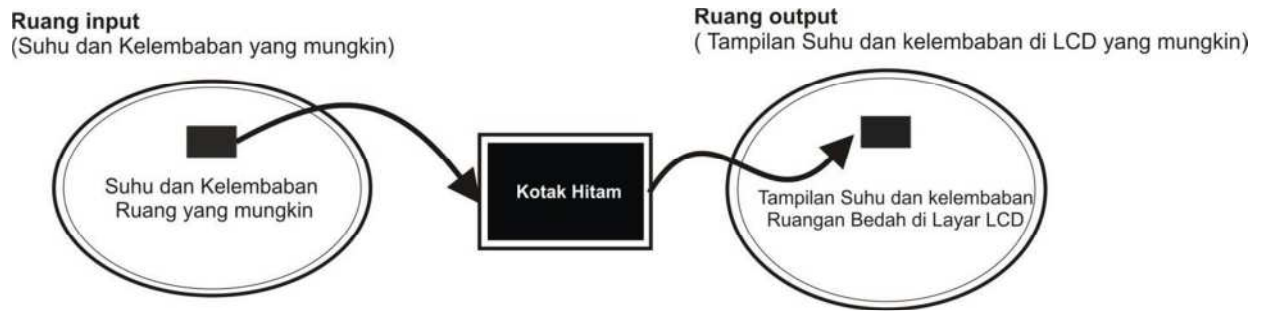 Ruang input
(Suhu dan Kelembaban yang mungkin)
Ruang output
( Tampilan Suhu dan kelembaban di LCD yang mungkin)
Suhu dan Kelembaban
Ruang yang mungkin
Kotak Hitam
Tampilan Suhu dan kelembaban
Ruangan Bedah di Layar LCD